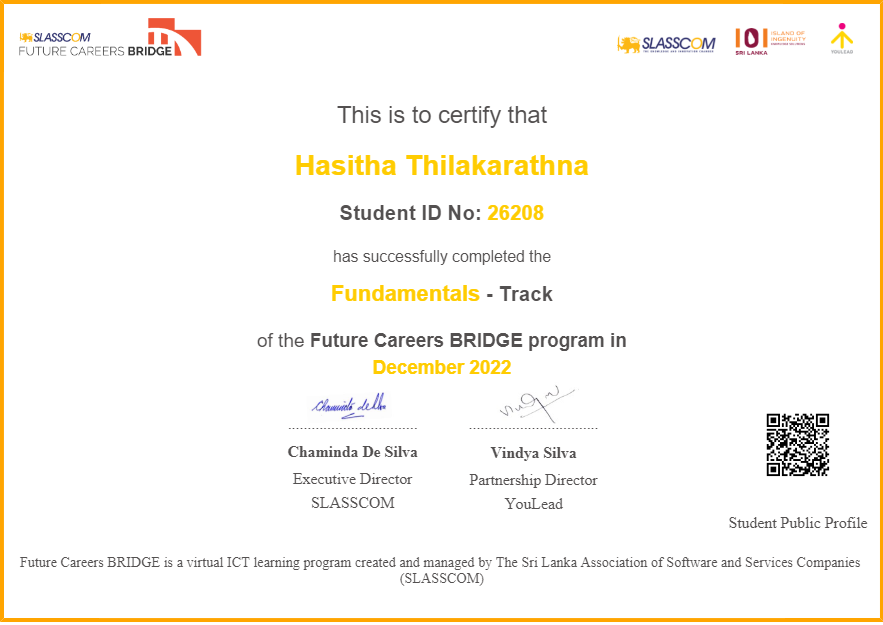 SLASSCOM
FUTURE CAREERS BRIDGE
SLASSCOM
ISLAND OF
INGENUITY
SRI LANKA
YOULEAD
This is to certify that
Hasitha Thilakarathna
Student ID No: 26208
has successfully completed the
Fundamentals - Track
of the Future Careers BRIDGE program in
December 2022
Chaminda De Silva
Executive Director
SLASSCOM
Vindya Silva
Partnership Director
YouLead
Student Public Profile
Future Careers BRIDGE is a virtual ICT learning program created and managed by The Sri Lanka Association of Software and Services Companies
(SLASSCOM)